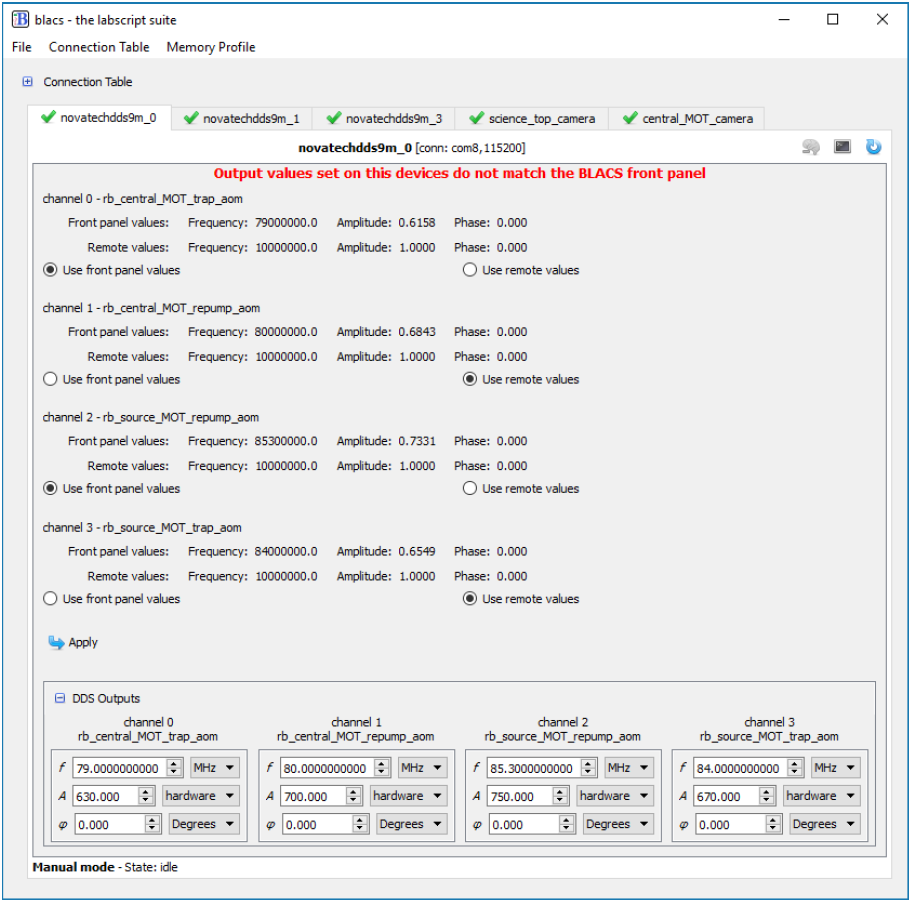 blacs - the labscript suite
File Connection Table Memory Profile
Connection Table
novatechdds9m_0 novatechdds9m_1 novatechdds9m_3 science_top_camera central_MOT_camera
novatechdds9m_0 [conn: com8,115200]
Output values set on this devices do not match the BLACS front panel
channel 0 - rb_central_MOT_trap_aom
Front panel values: Frequency: 79000000.0 Amplitude: 0.6158 Phase: 0.000
Remote values: Frequency: 10000000.0 Amplitude: 1.0000 Phase: 0.000
Use front panel values Use remote values
channel 1 - rb_central_MOT_repump_aom
Front panel values: Frequency: 80000000.0 Amplitude: 0.6843 Phase: 0.000
Remote values: Frequency: 10000000.0 Amplitude: 1.0000 Phase: 0.000
Use front panel values Use remote values
channel 2 - rb_source_MOT_repump_aom
Front panel values: Frequency: 85300000.0 Amplitude: 0.7331 Phase: 0.000
Remote values: Frequency: 10000000.0 Amplitude: 1.0000 Phase: 0.000
Use front panel values Use remote values
channel 3 - rb_source_MOT_trap_aom
Front panel values: Frequency: 84000000.0 Amplitude: 0.6549 Phase: 0.000
Remote values: Frequency: 10000000.0 Amplitude: 1.0000 Phase: 0.000
Use front panel values Use remote values
Apply
DDS Outputs
channel 0 channel 1 channel 2 channel 3
rb_central_MOT_trap_aom rb_central_MOT_repump_aom rb_source_MOT_repump_aom rb_source_MOT_trap_aom
f 79.0000000000 MHz f 80.0000000000 MHz f 85.3000000000 MHz f 84.0000000000 MHz
A 630.000 hardware A 700.000 hardware A 750.000 hardware A 670.000 hardware
φ 0.000 Degrees φ 0.000 Degrees φ 0.000 Degrees φ 0.000 Degrees
Manual mode - State: idle